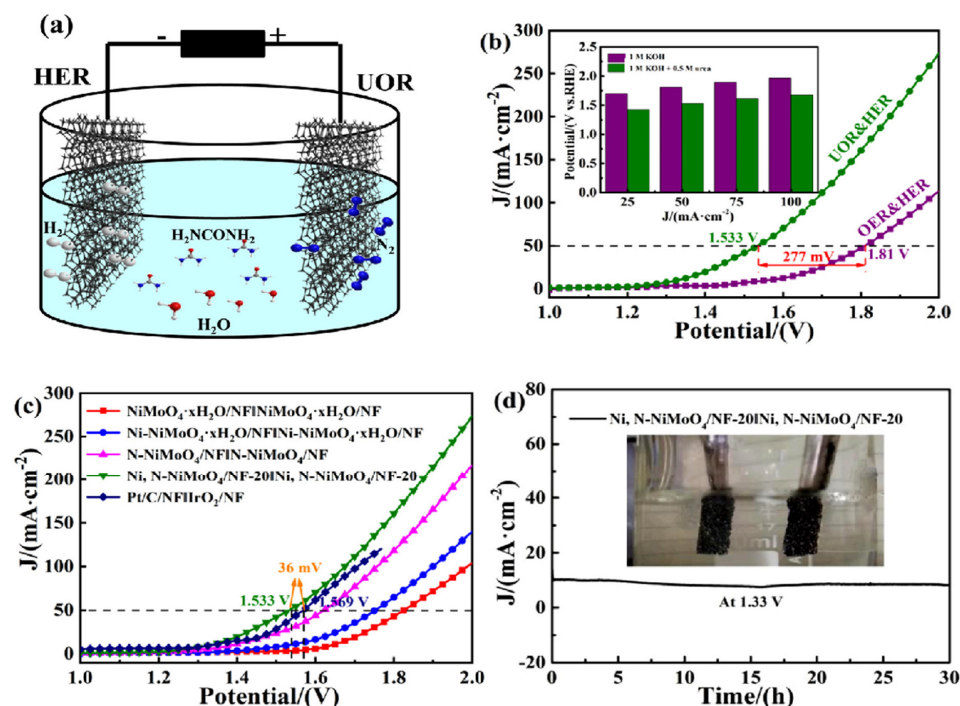 (a)
-
+
HER
UOR
H₂
H₂NCONH₂
N₂
H₂O
(b)
300
250
200
150
100
50
0
J/(mA·cm⁻²)
1.0
1.2
1.4
1.6
1.8
2.0
Potential/(V)
2.5
2.0
1.5
1.0
0.5
0.0
Potential/(V vs.RHE)
1 M KOH
1 M KOH + 0.5 M urea
25
50
75
100
J/(mA·cm⁻²)
UOR&HER
OER&HER
1.533 V
277 mV
1.81 V
(c)
300
250
200
150
100
50
0
J/(mA·cm⁻²)
NiMoO₄·xH₂O/NF‖NiMoO₄·xH₂O/NF
Ni-NiMoO₄·xH₂O/NF‖Ni-NiMoO₄·xH₂O/NF
N-NiMoO₄/NF‖N-NiMoO₄/NF
Ni, N-NiMoO₄/NF-20‖Ni, N-NiMoO₄/NF-20
Pt/C/NF‖IrO₂/NF
36 mV
1.533 V
1.569 V
1.0
1.2
1.4
1.6
1.8
2.0
Potential/(V)
(d)
80
60
40
20
0
-20
J/(mA·cm⁻²)
Ni, N-NiMoO₄/NF-20‖Ni, N-NiMoO₄/NF-20
At 1.33 V
0
5
10
15
20
25
30
Time/(h)